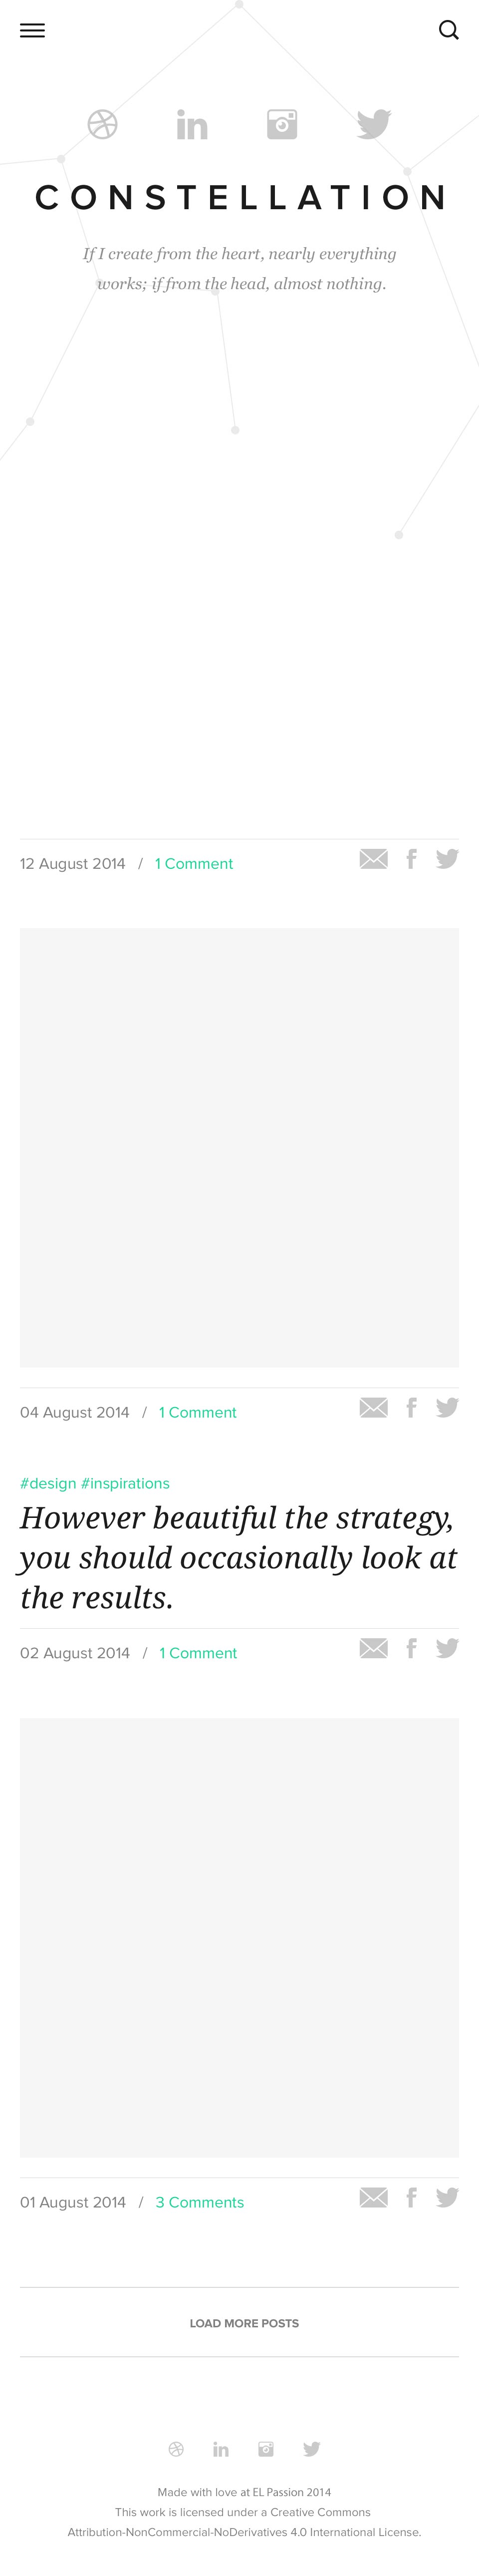 CONSTELLATION
If I create from the heart, nearly everything
works; if from the head, almost nothing.
12 August 2014 / 1 Comment
04 August 2014 / 1 Comment
#design #inspirations
However beautiful the strategy,
you should occasionally look at
the results.
02 August 2014 / 1 Comment
01 August 2014 / 3 Comments
LOAD MORE POSTS
Made with love at EL Passion 2014
This work is licensed under a Creative Commons
Attribution-NonCommercial-NoDerivatives 4.0 International License.